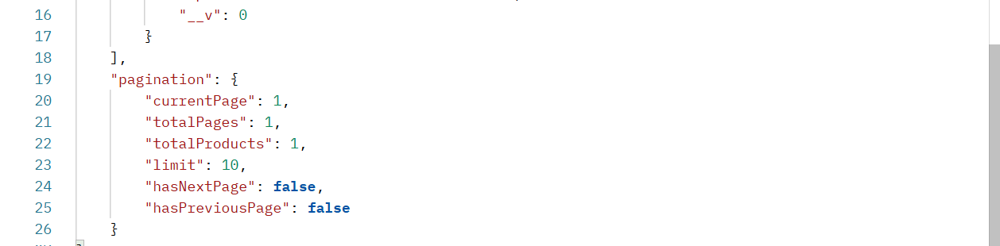 16 "__v": 0
17 }
18 ],
19 "pagination": {
20 "currentPage": 1,
21 "totalPages": 1,
22 "totalProducts": 1,
23 "limit": 10,
24 "hasNextPage": false,
25 "hasPreviousPage": false
26 }